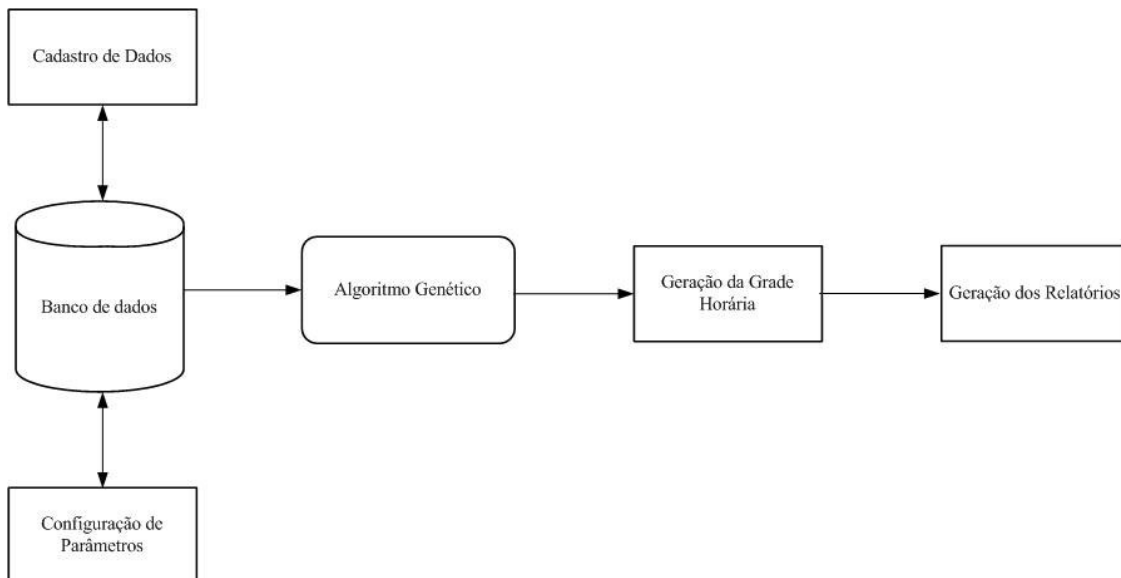 Cadastro de Dados
Banco de dados
Algoritmo Genético
Geração da Grade
Horária
Geração dos Relatórios
Configuração de
Parâmetros